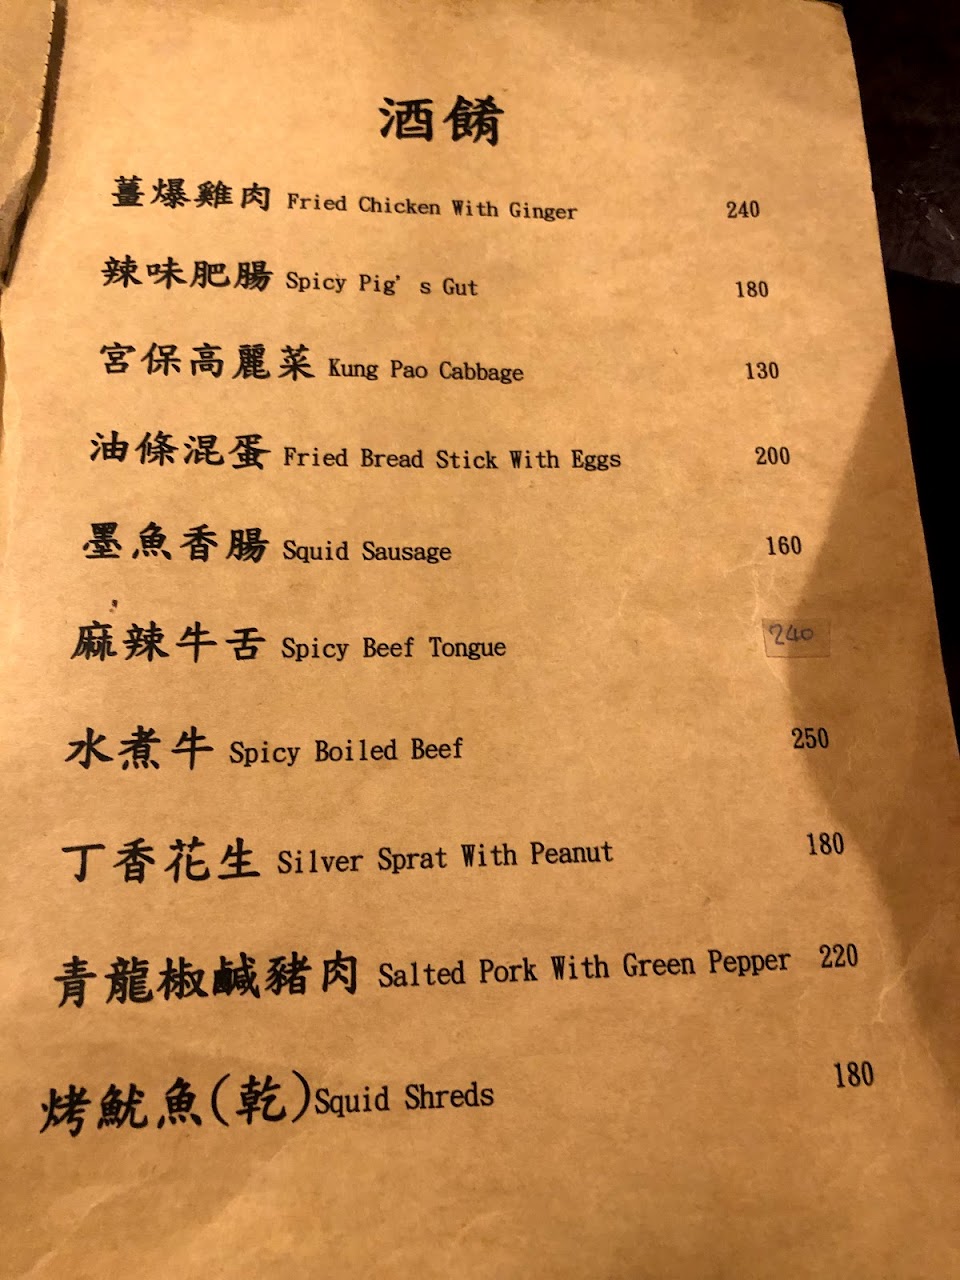 酒餚
薑爆雞肉 Fried Chicken With Ginger 240
辣味肥腸 Spicy Pig's Gut 180
宮保高麗菜 Kung Pao Cabbage 130
油條混蛋 Fried Bread Stick With Eggs 200
墨魚香腸 Squid Sausage 160
麻辣牛舌 Spicy Beef Tongue 240
水煮牛 Spicy Boiled Beef 250
丁香花生 Silver Sprat With Peanut 180
青龍椒鹹豬肉 Salted Pork With Green Pepper 220
烤魷魚(乾)Squid Shreds 180